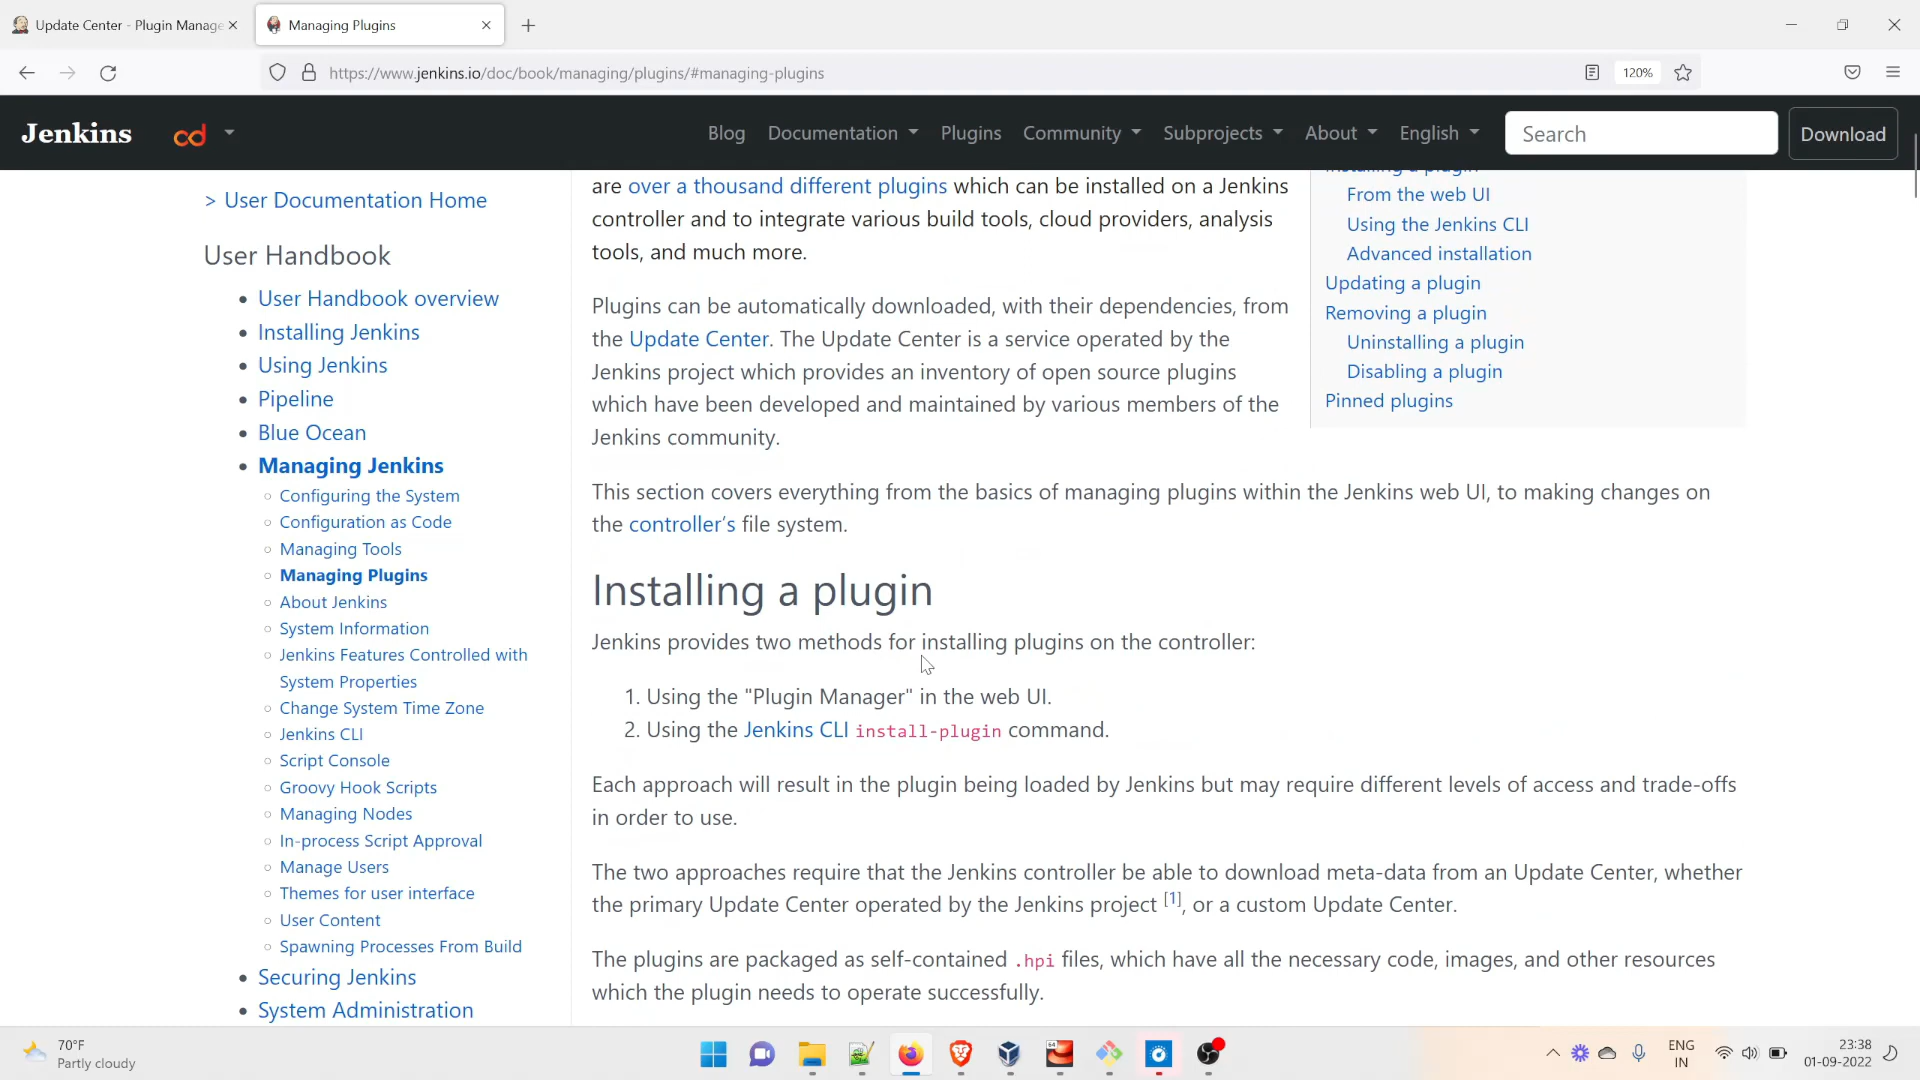 Update Center - Plugin Manage
Managing Plugins
https://www.jenkins.io/doc/book/managing/plugins/#managing-plugins
120%
Jenkins
cd
Blog
Documentation
Plugins
Community
Subprojects
About
English
Search
Download
> User Documentation Home
User Handbook
User Handbook overview
Installing Jenkins
Using Jenkins
Pipeline
Blue Ocean
Managing Jenkins
Configuring the System
Configuration as Code
Managing Tools
Managing Plugins
About Jenkins
System Information
Jenkins Features Controlled with
System Properties
Change System Time Zone
Jenkins CLI
Script Console
Groovy Hook Scripts
Managing Nodes
In-process Script Approval
Manage Users
Themes for user interface
User Content
Spawning Processes From Build
Securing Jenkins
System Administration
are over a thousand different plugins which can be installed on a Jenkins
controller and to integrate various build tools, cloud providers, analysis
tools, and much more.
Plugins can be automatically downloaded, with their dependencies, from
the Update Center. The Update Center is a service operated by the
Jenkins project which provides an inventory of open source plugins
which have been developed and maintained by various members of the
Jenkins community.
This section covers everything from the basics of managing plugins within the Jenkins web UI, to making changes on
the controller's file system.
Installing a plugin
Jenkins provides two methods for installing plugins on the controller:
1. Using the "Plugin Manager" in the web UI.
2. Using the Jenkins CLI install-plugin command.
Each approach will result in the plugin being loaded by Jenkins but may require different levels of access and trade-offs
in order to use.
The two approaches require that the Jenkins controller be able to download meta-data from an Update Center, whether
the primary Update Center operated by the Jenkins project [1], or a custom Update Center.
The plugins are packaged as self-contained .hpi files, which have all the necessary code, images, and other resources
which the plugin needs to operate successfully.
Installing a plugin
From the web UI
Using the Jenkins CLI
Advanced installation
Updating a plugin
Removing a plugin
Uninstalling a plugin
Disabling a plugin
Pinned plugins
70°F
Partly cloudy
64
ENG
IN
23:38
01-09-2022